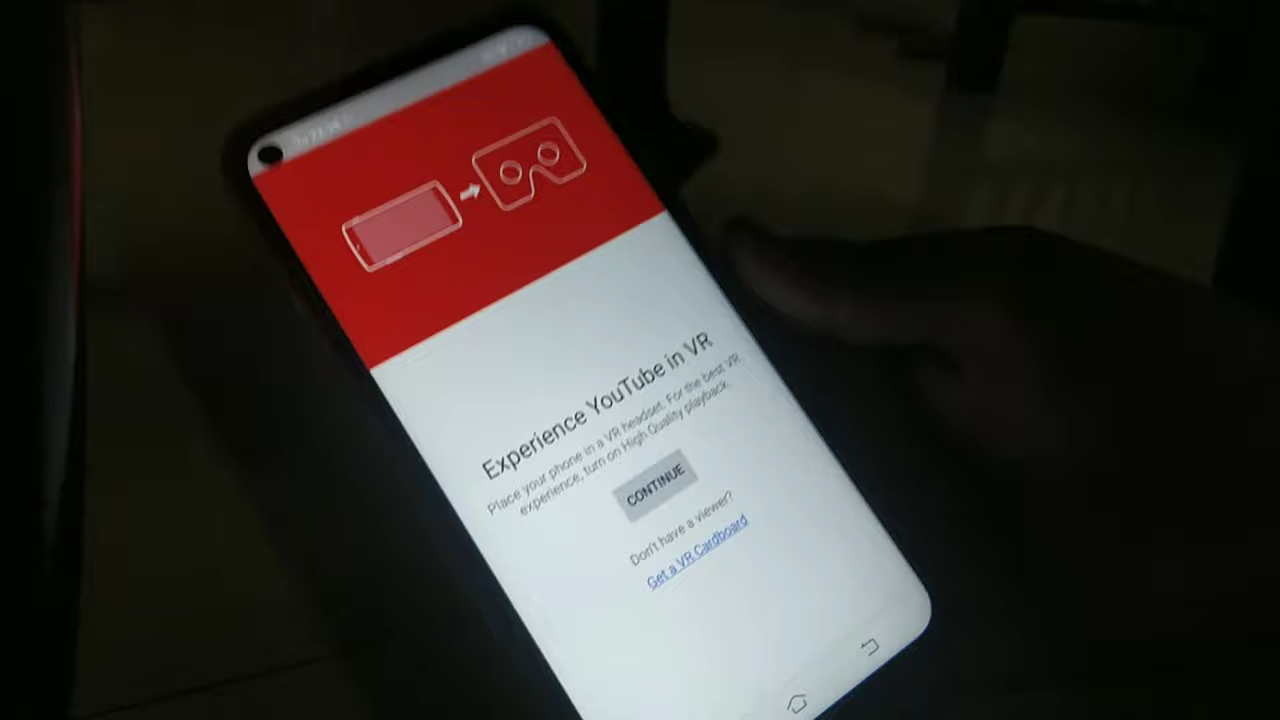 Experience YouTube in VR
Place your phone in a VR headset. For the best VR
experience, turn on High Quality playback.
CONTINUE
Don't have a viewer?
Get a VR Cardboard